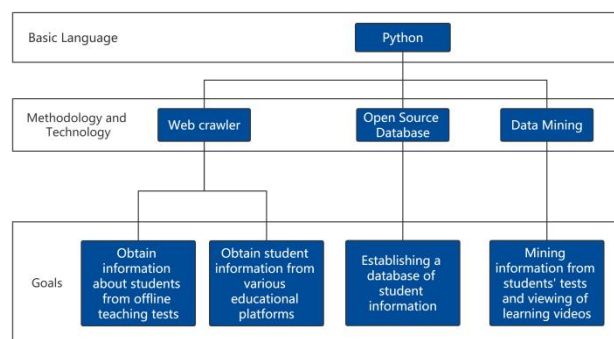 Basic Language
Python
Methodology and
Technology
Web crawler
Open Source
Database
Data Mining
Goals
Obtain
information
about students
from offline
teaching tests
Obtain student
information from
various
educational
platforms
Establishing a
database of
student
information
Mining
information from
students' tests
and viewing of
learning videos